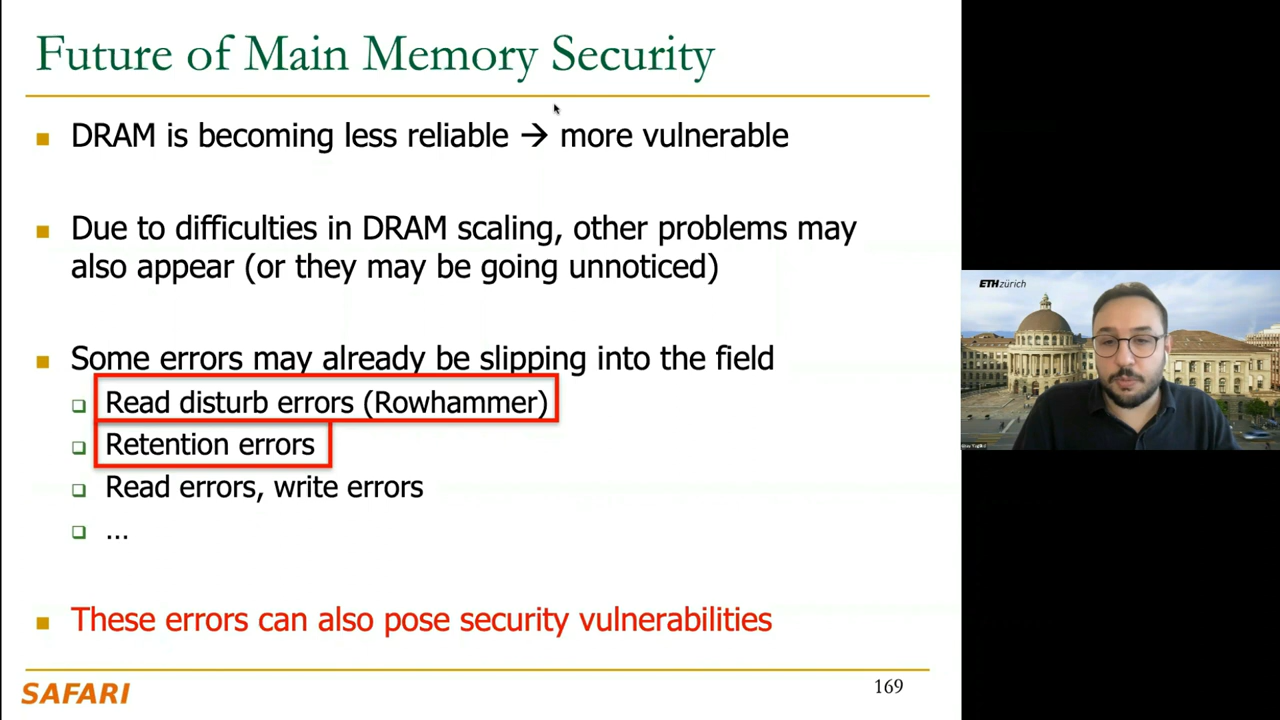 Future of Main Memory Security
DRAM is becoming less reliable → more vulnerable
Due to difficulties in DRAM scaling, other problems may
also appear (or they may be going unnoticed)
Some errors may already be slipping into the field
Read disturb errors (Rowhammer)
Retention errors
Read errors, write errors
...
These errors can also pose security vulnerabilities
SAFARI
169
ETH zürich